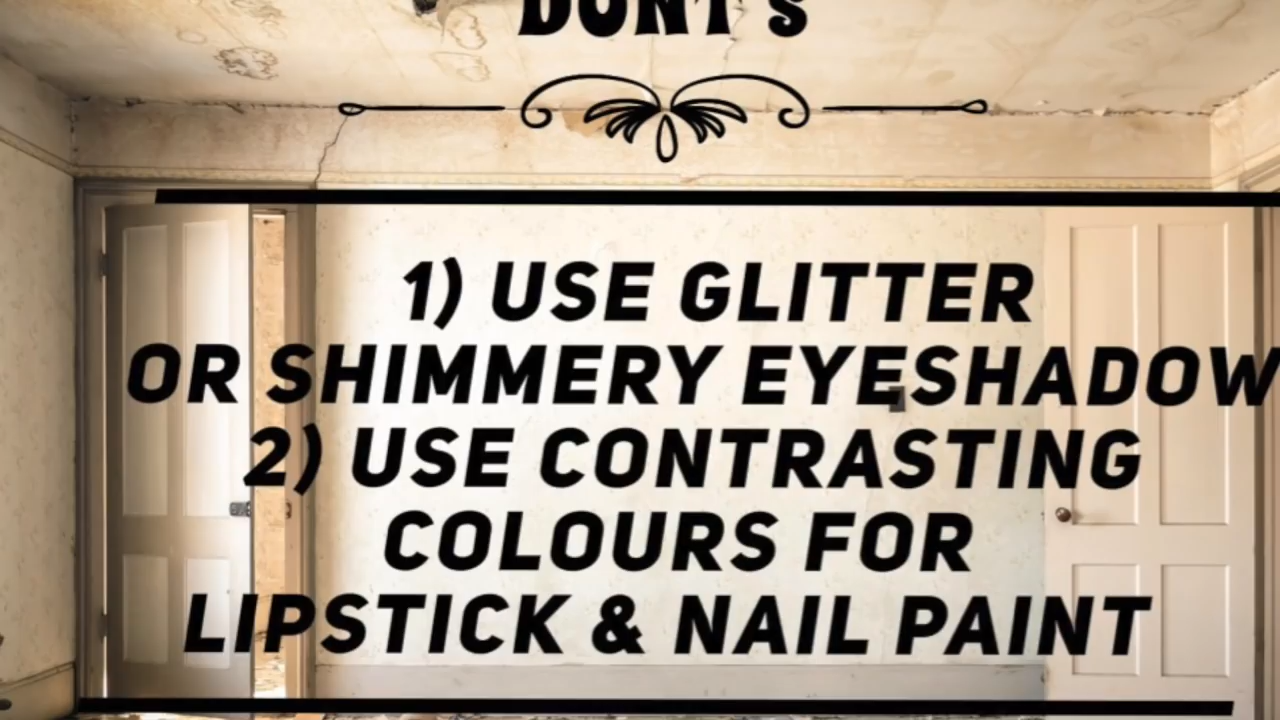 DONT's
1) USE GLITTER
OR SHIMMERY EYESHADOW
2) USE CONTRASTING
COLOURS FOR
LIPSTICK & NAIL PAINT